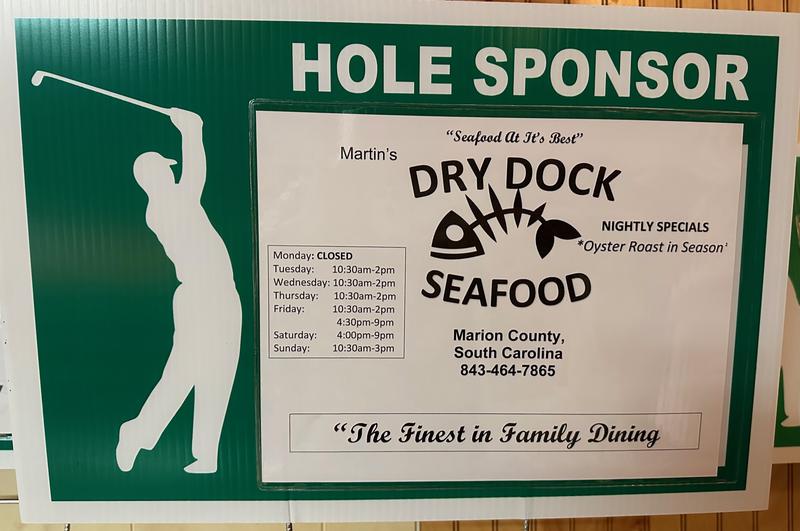 HOLE SPONSOR
"Seafood At It's Best"
Martin's
DRY DOCK
SEAFOOD
NIGHTLY SPECIALS
*Oyster Roast in Season*
Monday: CLOSED
Tuesday: 10:30am-2pm
Wednesday: 10:30am-2pm
Thursday: 10:30am-2pm
Friday: 10:30am-2pm
4:30pm-9pm
Saturday: 4:00pm-9pm
Sunday: 10:30am-3pm
Marion County,
South Carolina
843-464-7865
"The Finest in Family Dining